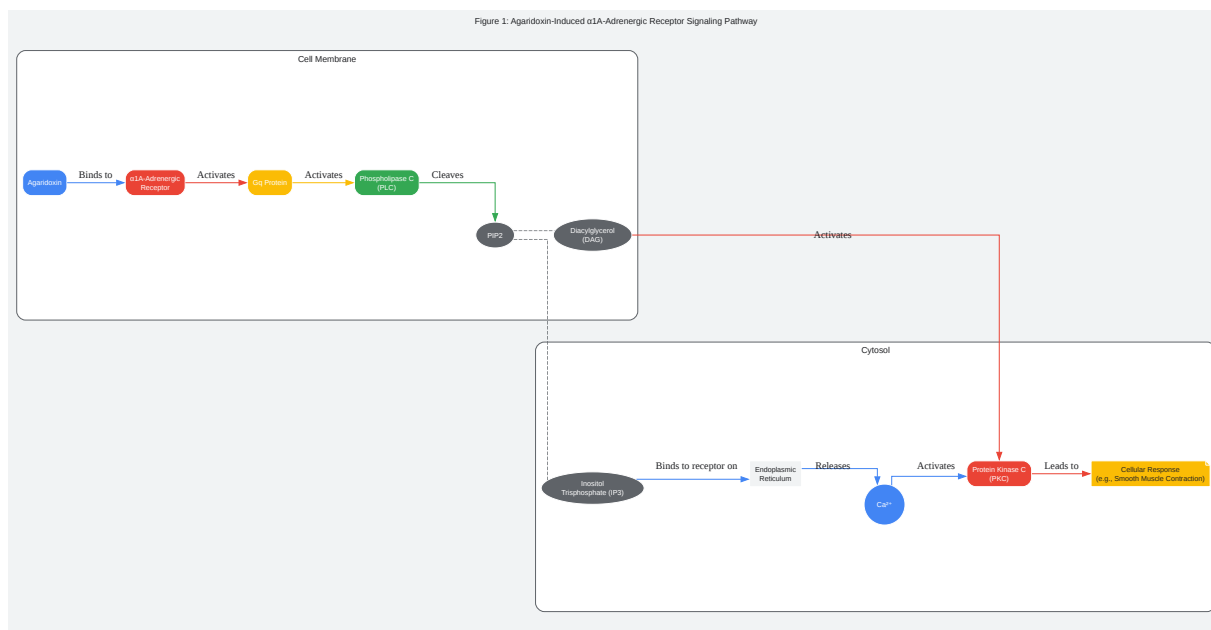 Figure 1: Agaridoxin-Induced α1A-Adrenergic Receptor Signaling Pathway
Cell Membrane
Agaridoxin
Binds to
α1A-Adrenergic
Receptor
Activates
Gq Protein
Activates
Phospholipase C
(PLC)
Cleaves
PIP2
Diacylglycerol
(DAG)
Activates
Cytosol
Inositol
Trisphosphate (IP3)
Binds to receptor on
Endoplasmic
Reticulum
Releases
Ca²⁺
Activates
Protein Kinase C
(PKC)
Leads to
Cellular Response
(e.g., Smooth Muscle Contraction)